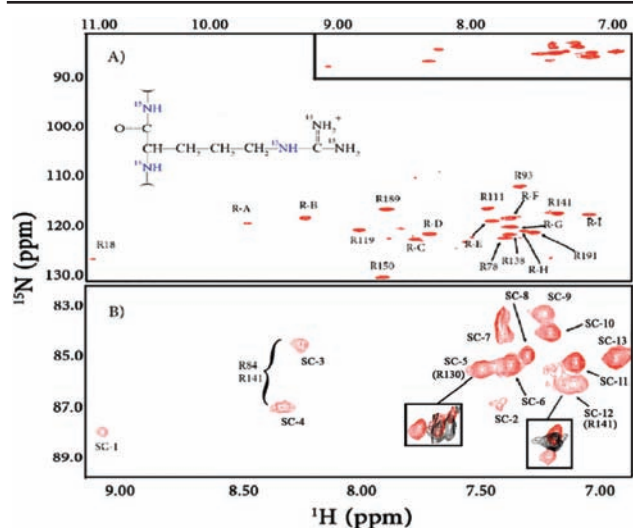 11.00 10.00 9.00 8.00 7.00
A)
90.0
100.0
110.0
120.0
130.0
¹⁵N (ppm)
¹⁵NH
O
CH CH₂ CH₂ CH₂ ¹⁵NH C
¹⁵NH₂⁺
¹⁵NH₂
¹⁵NH
R18
R-A
R-B
R189
R119
R150
R-C
R-D
R111
R93
R-F
R141
R-I
R-E
R-G
R78
R138
R-H
R191
B)
83.0
85.0
87.0
89.0
SC-1
R84
R141
SC-3
SC-4
SC-8
SC-9
SC-7
SC-10
SC-5
(R130)
SC-13
SC-11
SC-6
SC-2
SC-12
(R141)
9.00 8.50 8.00 7.50 7.00
¹H (ppm)